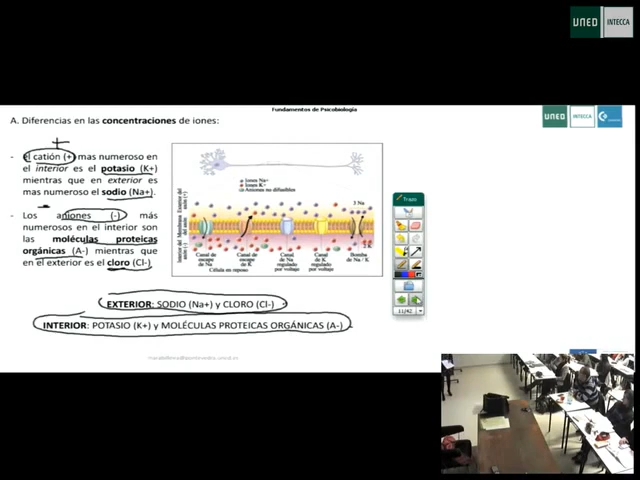 UNED INTECCA
Fundamentos de Psicobiología
A. Diferencias en las concentraciones de iones:
UNED INTECCA
- el catión (+) mas numeroso en
el interior es el potasio (K+)
mientras que en exterior es
mas numeroso el sodio (Na+).
- Los aniones (-) más
numerosos en el interior son
las moléculas proteicas
orgánicas (A-) mientras que
en el exterior es el cloro (Cl-)
Iones Na+
Iones K+
Aniones no difusibles
3 Na
Canal de escape de Na
Canal de escape de K
Canal de Na regulado por voltaje
Canal de K regulado por voltaje
Bomba de Na / K
Célula en reposo
Trazo
11/42
EXTERIOR: SODIO (Na+) y CLORO (Cl-)
INTERIOR: POTASIO (K+) y MOLÉCULAS PROTEICAS ORGÁNICAS (A-)